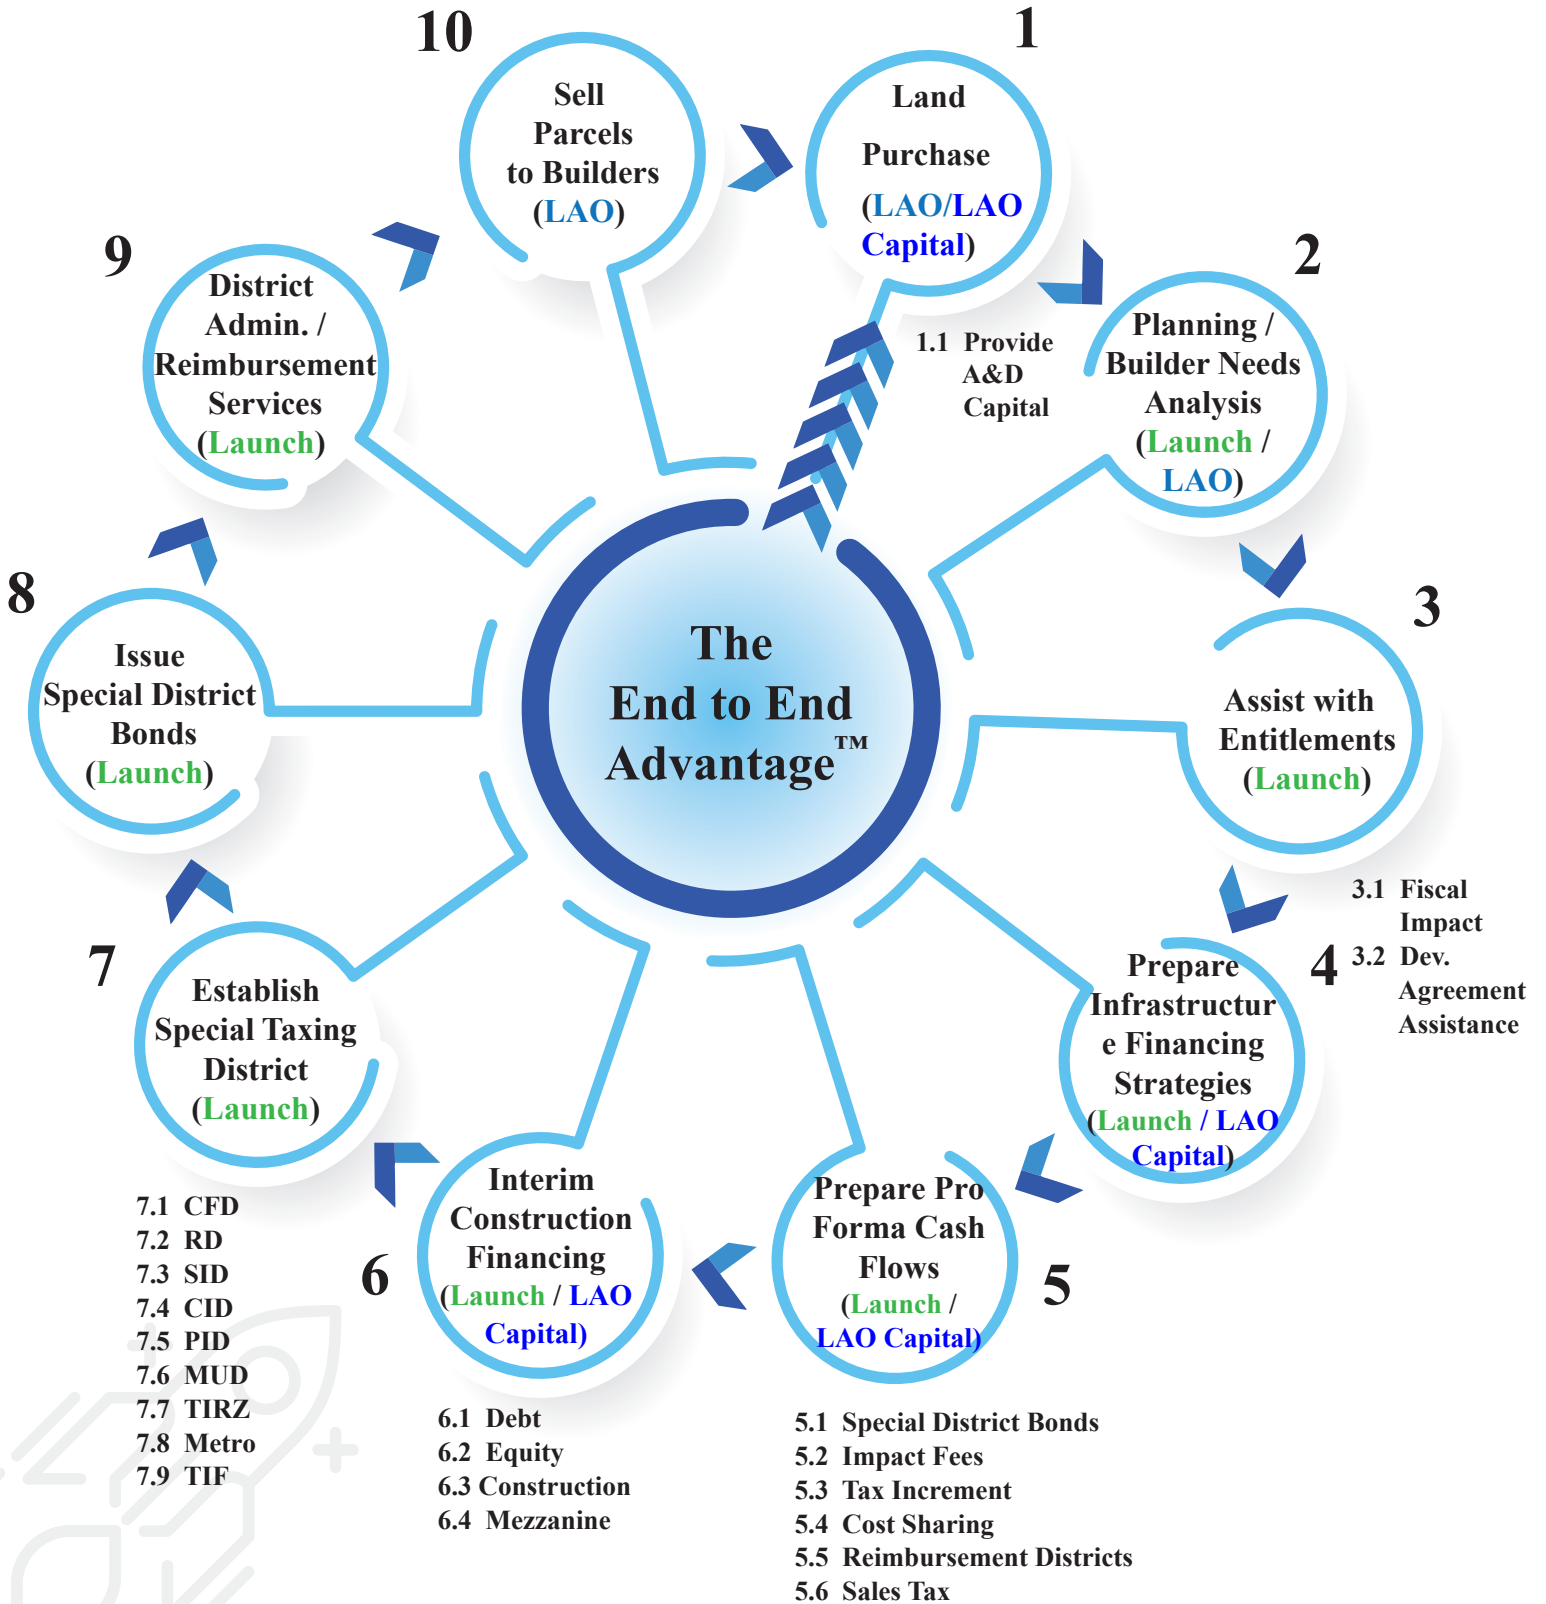 10
Sell
Parcels
to Builders
(LAO)
1
Land
Purchase
(LAO/LAO
Capital)
1.1 Provide
A&D
Capital
2
Planning /
Builder Needs
Analysis
(Launch /
LAO)
3
Assist with
Entitlements
(Launch)
3.1 Fiscal
Impact
3.2 Dev.
Agreement
Assistance
4
Prepare
Infrastructur
e Financing
Strategies
(Launch / LAO
Capital)
5
Prepare Pro
Forma Cash
Flows
(Launch /
LAO Capital)
5.1 Special District Bonds
5.2 Impact Fees
5.3 Tax Increment
5.4 Cost Sharing
5.5 Reimbursement Districts
5.6 Sales Tax
6
Interim
Construction
Financing
(Launch / LAO
Capital)
6.1 Debt
6.2 Equity
6.3 Construction
6.4 Mezzanine
7
Establish
Special Taxing
District
(Launch)
7.1 CFD
7.2 RD
7.3 SID
7.4 CID
7.5 PID
7.6 MUD
7.7 TIRZ
7.8 Metro
7.9 TIF
8
Issue
Special District
Bonds
(Launch)
9
District
Admin. /
Reimbursement
Services
(Launch)
The
End to End
Advantage™